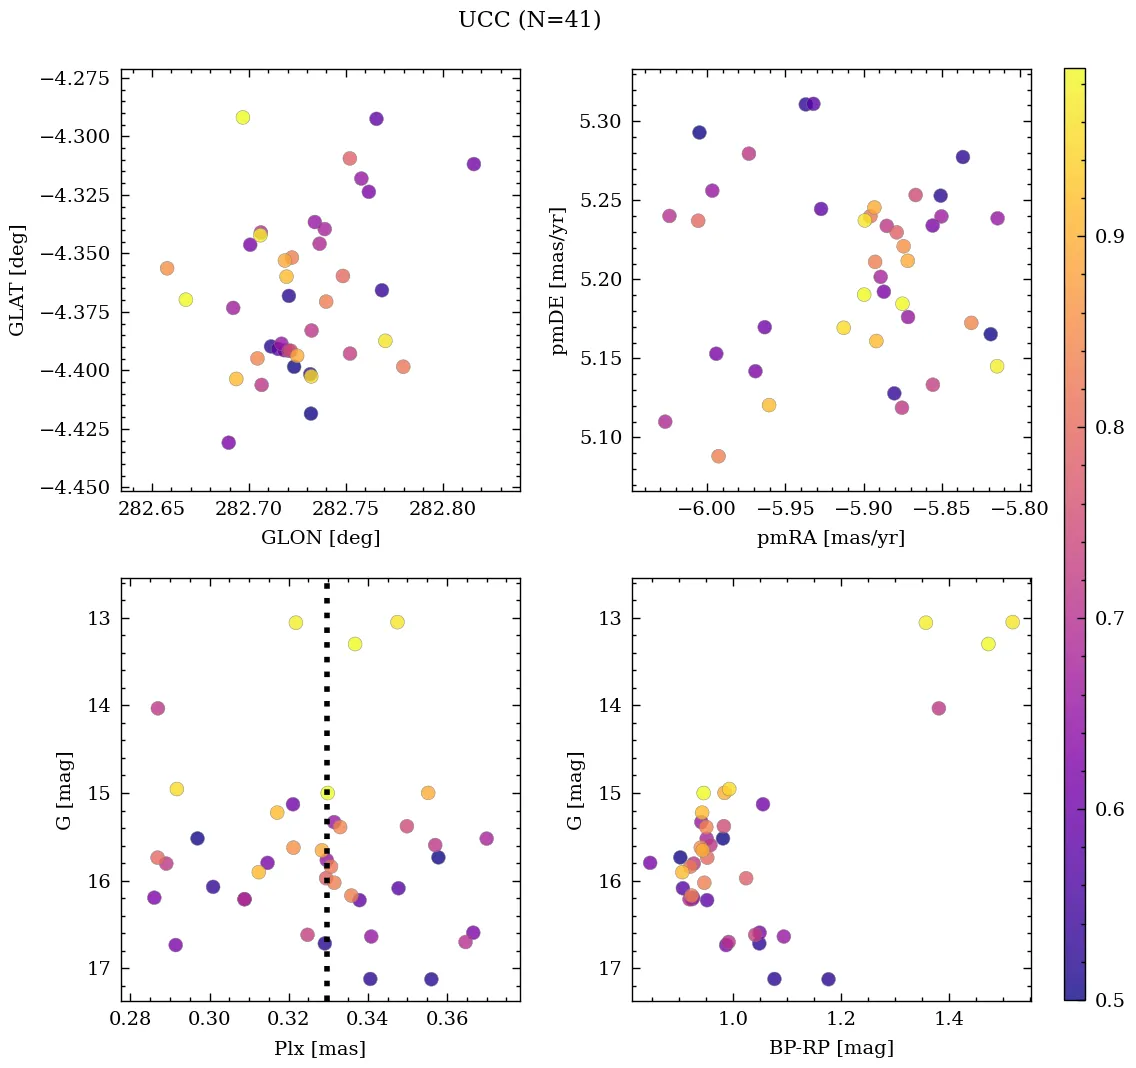 UCC (N=41)
−4.275
−4.300
−4.325
−4.350
−4.375
−4.400
−4.425
−4.450
GLAT [deg]
282.65 282.70 282.75 282.80
GLON [deg]
5.30
5.25
5.20
5.15
5.10
pmDE [mas/yr]
−6.00 −5.95 −5.90 −5.85 −5.80
pmRA [mas/yr]
13
14
15
16
17
G [mag]
0.28 0.30 0.32 0.34 0.36
Plx [mas]
13
14
15
16
17
G [mag]
1.0 1.2 1.4
BP-RP [mag]
0.9
0.8
0.7
0.6
0.5